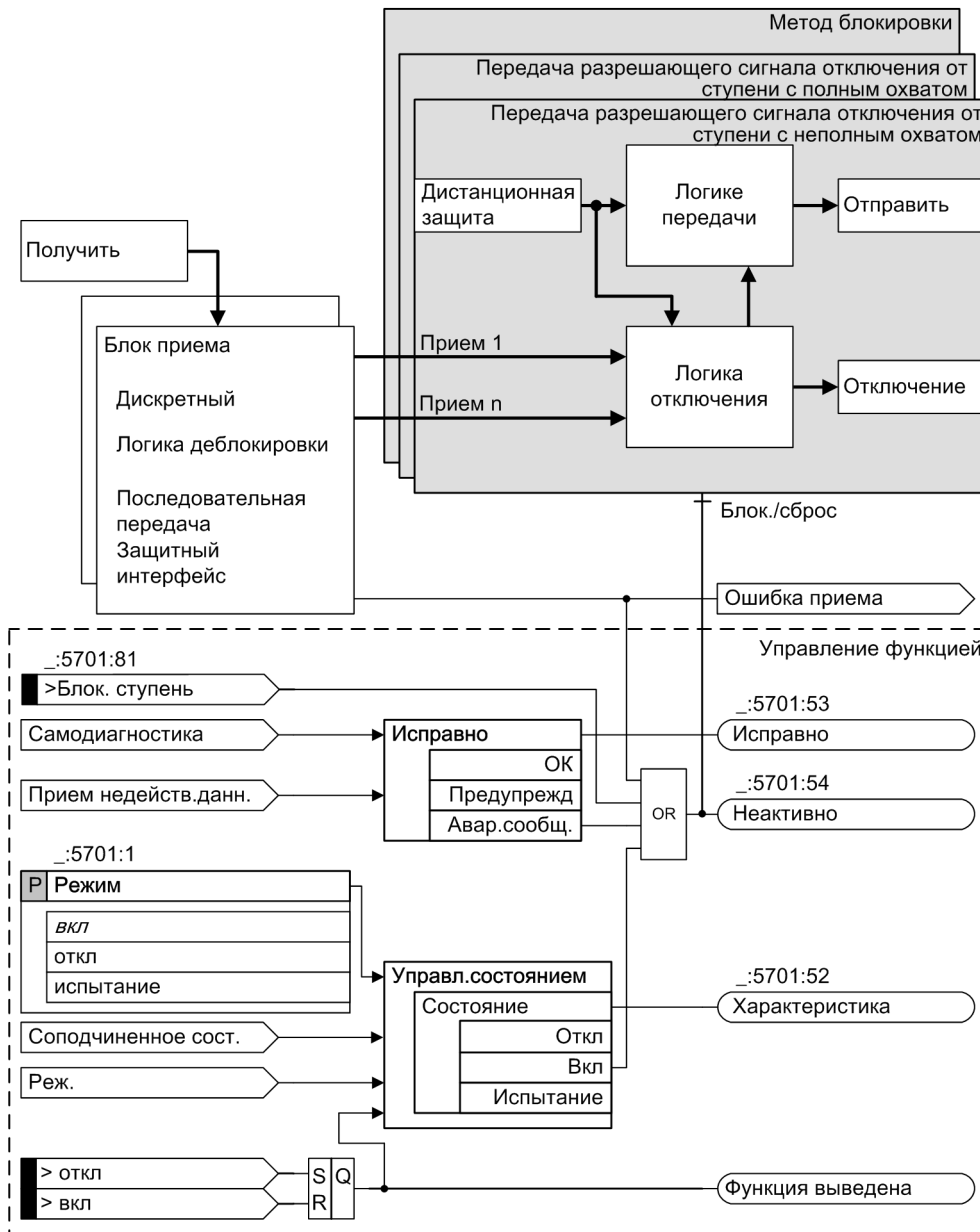 Метод блокировки
Передача разрешающего сигнала отключения от
ступени с полным охватом
Передача разрешающего сигнала отключения от
ступени с неполным охватом
Дистанционная
защита
Логике
передачи
Отправить
Получить
Блок приема
Дискретный
Логика деблокировки
Последовательная
передача
Защитный
интерфейс
Прием 1
Прием n
Логика
отключения
Отключение
Блок./сброс
Ошибка приема
Управление функцией
_:5701:81
>Блок. ступень
Самодиагностика
Прием недейств.данн.
Исправно
ОК
Предупрежд
Авар.сообщ.
OR
_:5701:53
Исправно
_:5701:54
Неактивно
_:5701:1
P Режим
вкл
откл
испытание
Соподчиненное сост.
Реж.
Управл.состоянием
Состояние
Откл
Вкл
Испытание
_:5701:52
Характеристика
> откл
> вкл
S Q
R
Функция выведена